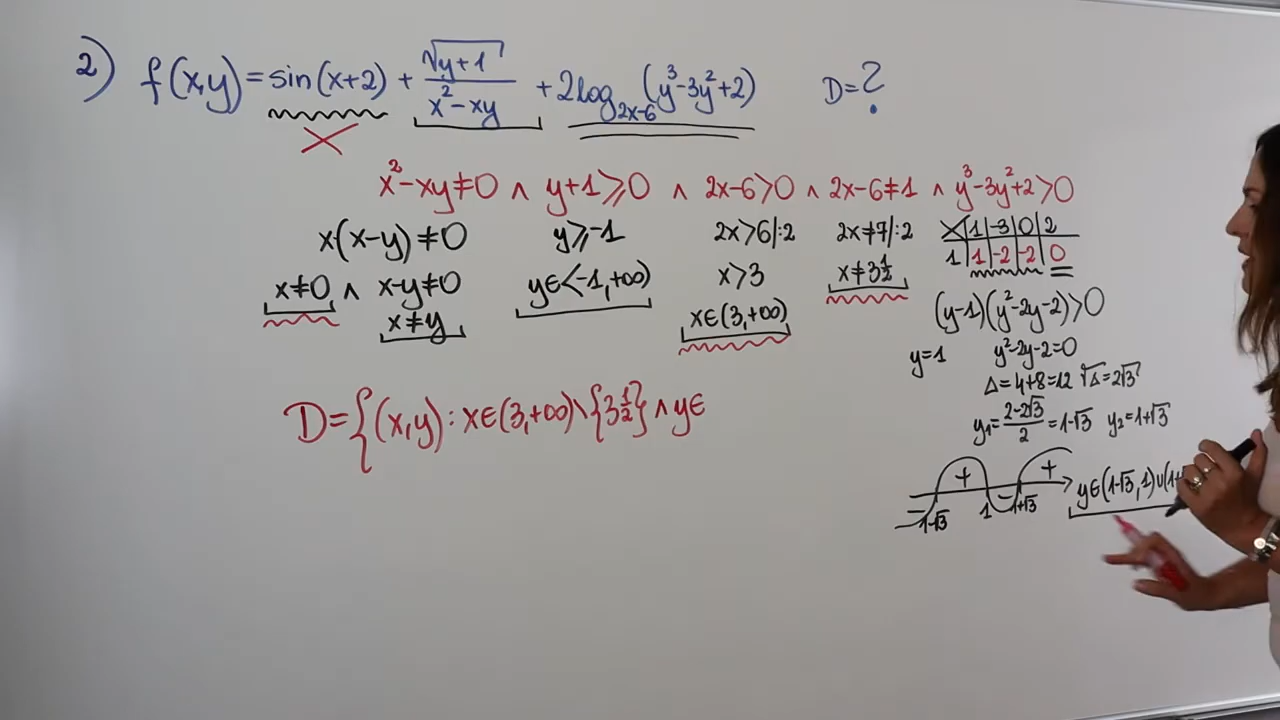 2) f(x,y)=sin(x+2) + √(y+1)/(x²-xy) + 2log_{2x-6}(y³-3y²+2) D=?
x²-xy≠0 ∧ y+1≥0 ∧ 2x-6>0 ∧ 2x-6≠1 ∧ y³-3y²+2>0
x(x-y)≠0 y≥-1 2x>6|:2 2x≠7|:2 X|1|-3|0|2
x≠0 ∧ x-y≠0 y∈<-1,+∞) x>3 x≠3½ 1|1|-2|-2|0
x≠y x∈(3,+∞) (y-1)(y²-2y-2)>0
y=1 y²-2y-2=0
Δ=4+8=12 √Δ=2√3
y₁=(2-2√3)/2=1-√3 y₂=1+√3
D={(x,y): x∈(3,+∞)\{3½} ∧ y∈
- + - +
1-√3 1 1+√3
y∈(1-√3,1)∪(1+